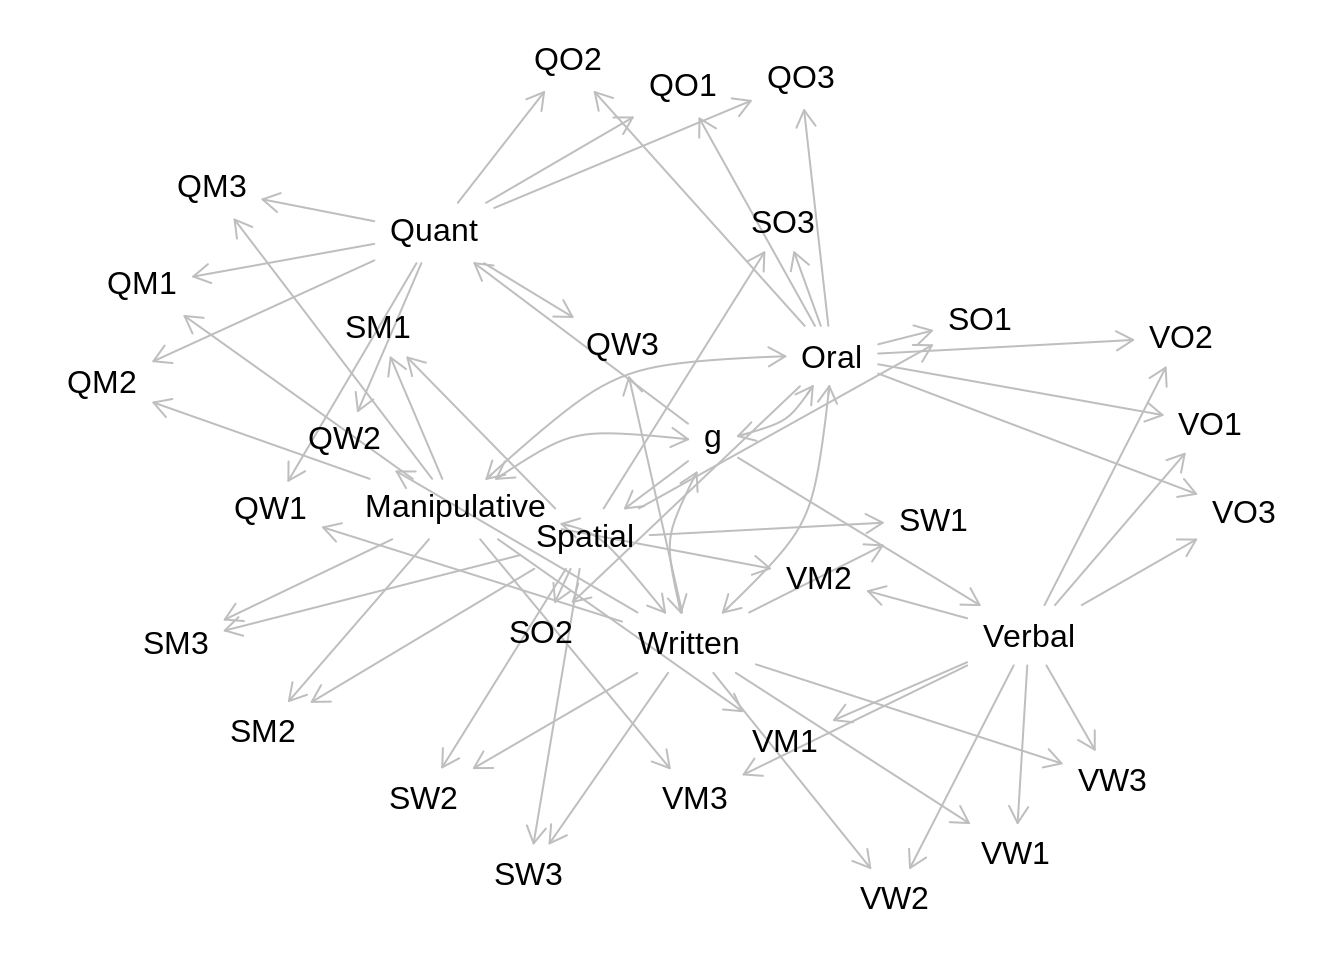 QO2
QO3
QO1
QM3
SO3
Quant
QM1
SO1
SM1
VO2
QW3
Oral
QM2
VO1
g
QW2
Manipulative
QW1
VO3
SW1
Spatial
VM2
SO2
Verbal
SM3
Written
SM2
VM1
VW3
SW2
VM3
VW1
SW3
VW2